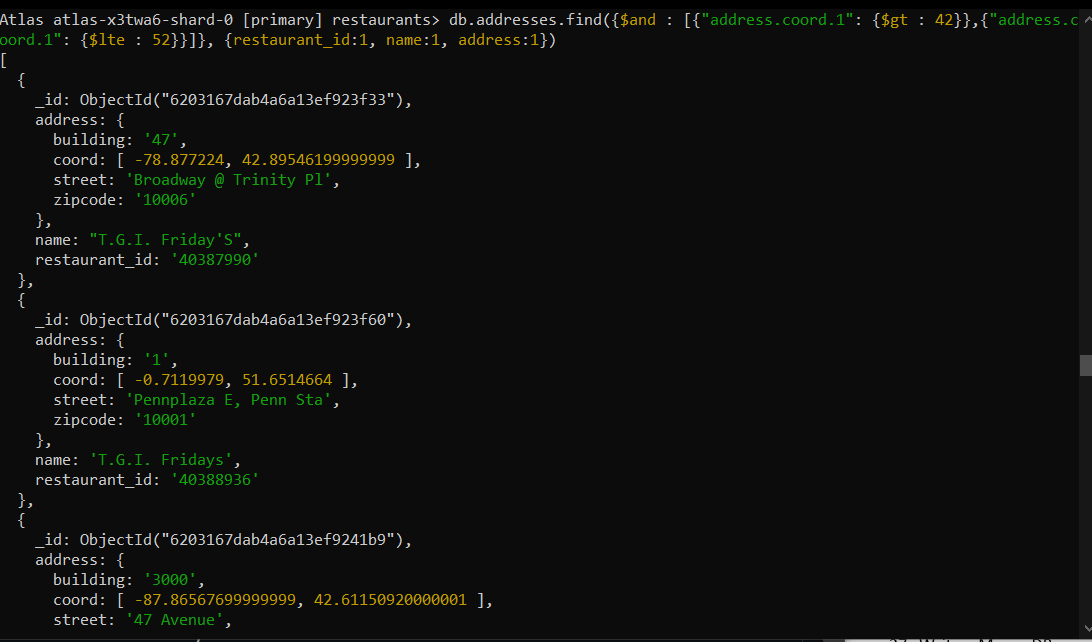 Atlas atlas-x3twa6-shard-0 [primary] restaurants> db.addresses.find({$and : [{"address.coord.1": {$gt : 42}},{"address.c
oord.1": {$lte : 52}}]}, {restaurant_id:1, name:1, address:1})
[
  {
    _id: ObjectId("6203167dab4a6a13ef923f33"),
    address: {
      building: '47',
      coord: [ -78.877224, 42.89546199999999 ],
      street: 'Broadway @ Trinity Pl',
      zipcode: '10006'
    },
    name: "T.G.I. Friday'S",
    restaurant_id: '40387990'
  },
  {
    _id: ObjectId("6203167dab4a6a13ef923f60"),
    address: {
      building: '1',
      coord: [ -0.7119979, 51.6514664 ],
      street: 'Pennplaza E, Penn Sta',
      zipcode: '10001'
    },
    name: 'T.G.I. Fridays',
    restaurant_id: '40388936'
  },
  {
    _id: ObjectId("6203167dab4a6a13ef9241b9"),
    address: {
      building: '3000',
      coord: [ -87.86567699999999, 42.61150920000001 ],
      street: '47 Avenue',